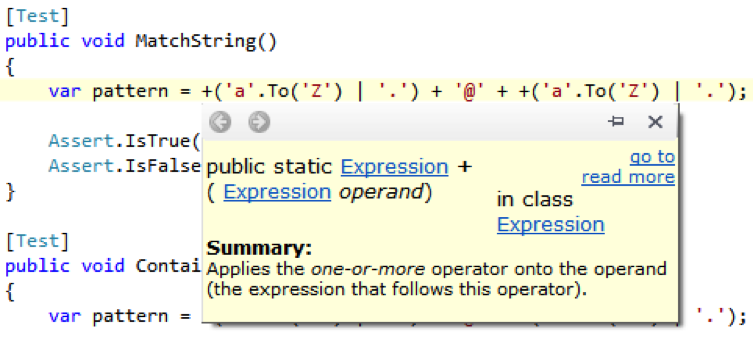 [Test]
public void MatchString()
{
var pattern = +('a'.To('Z') | '.') + '@' + +('a'.To('Z') | '.');
Assert.IsTrue(
Assert.IsFalse
}
[Test]
public void Contai
{
var pattern =
'.');
go to
read more
public static Expression +
( Expression operand)
in class
Expression
Summary:
Applies the one-or-more operator onto the operand
(the expression that follows this operator).